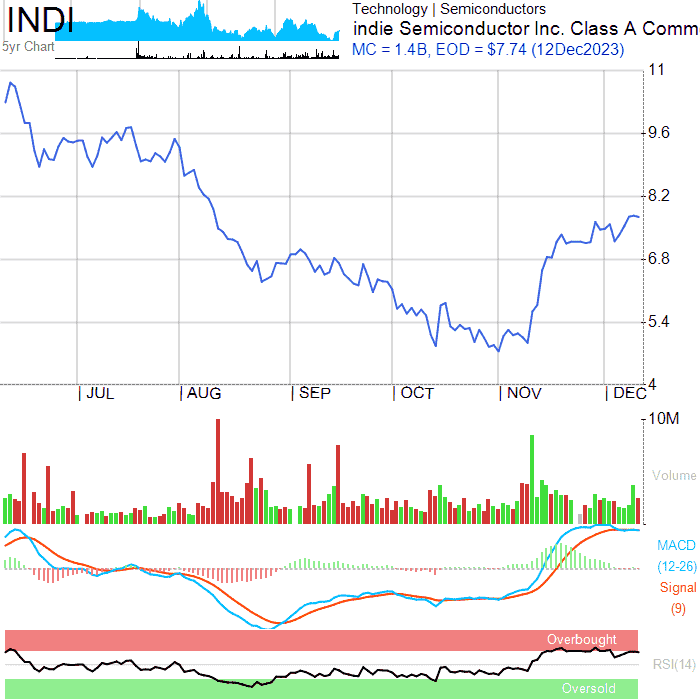 INDI
5yr Chart
Technology | Semiconductors
indie Semiconductor Inc. Class A Comm
MC = 1.4B, EOD = $7.74 (12Dec2023)
11
9.6
8.2
6.8
5.4
4
JUL
AUG
SEP
OCT
NOV
DEC
10M
Volume
MACD
(12-26)
Signal
(9)
Overbought
RSI(14)
Oversold